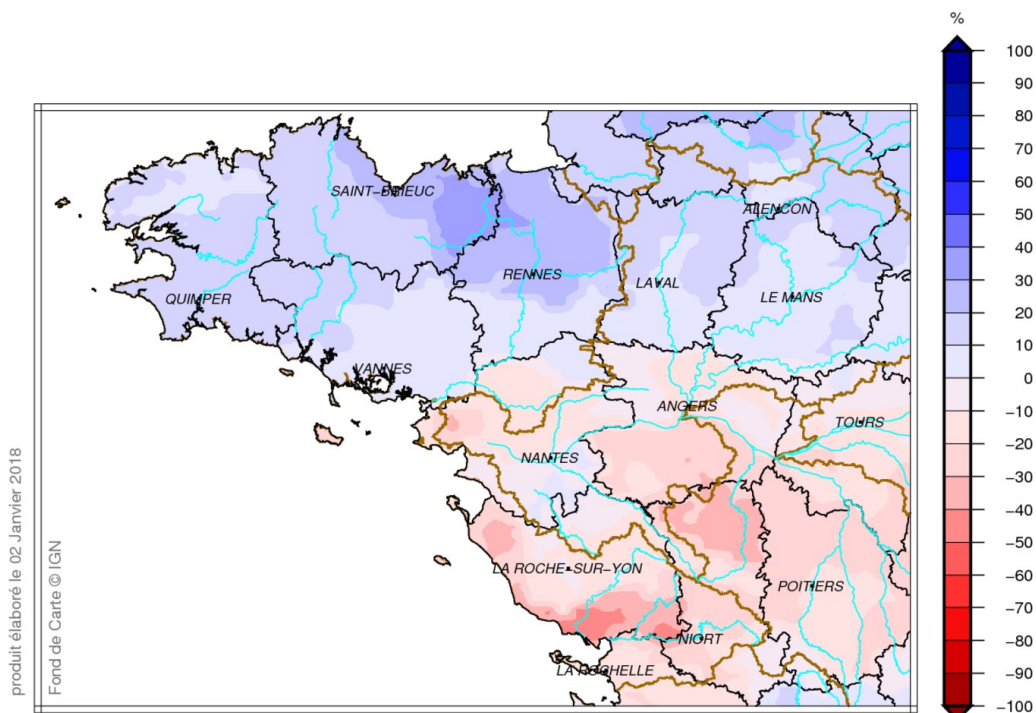 %
100
90
80
70
60
50
40
30
20
10
0
-10
-20
-30
-40
-50
-60
-70
-80
-90
-100
SAINT-BRIEUC
ALENÇON
RENNES
LAVAL
QUIMPER
LE MANS
VANNES
ANGERS
TOURS
NANTES
LA ROCHE-SUR-YON
POITIERS
NIORT
LA ROCHELLE
produit élaboré le 02 Janvier 2018
Fond de Carte © IGN